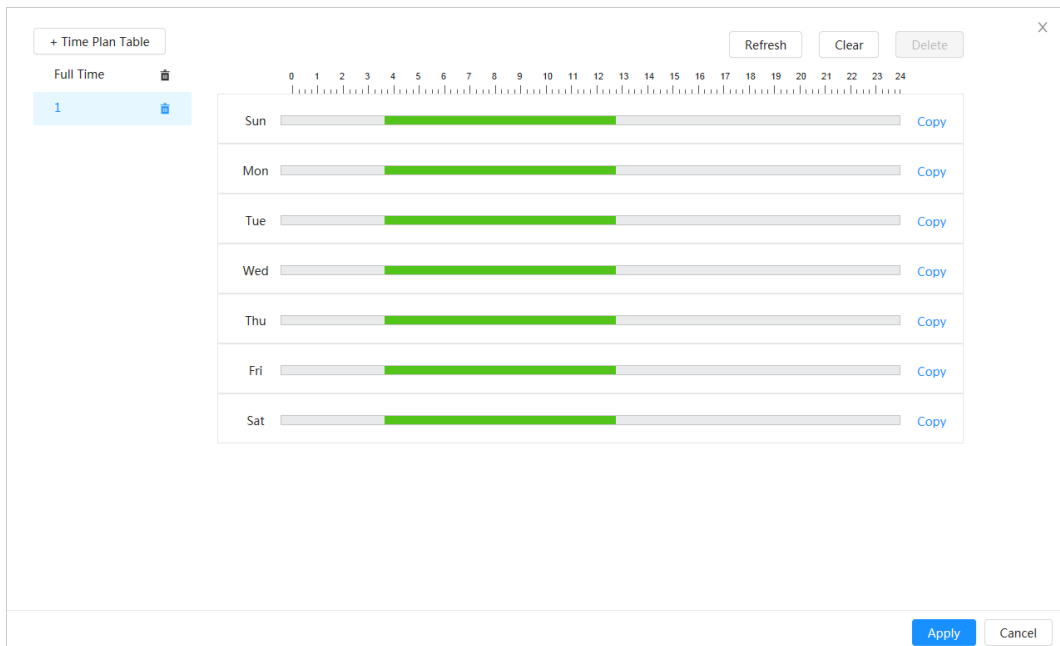 X
+ Time Plan Table
Refresh Clear Delete
Full Time
0 1 2 3 4 5 6 7 8 9 10 11 12 13 14 15 16 17 18 19 20 21 22 23 24
1
Sun Copy
Mon Copy
Tue Copy
Wed Copy
Thu Copy
Fri Copy
Sat Copy
Apply Cancel